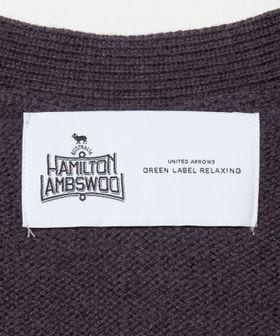 AUSTRALIA
HAMILTON
LAMBSWOOL
UNITED ARROWS
GREEN LABEL RELAXING